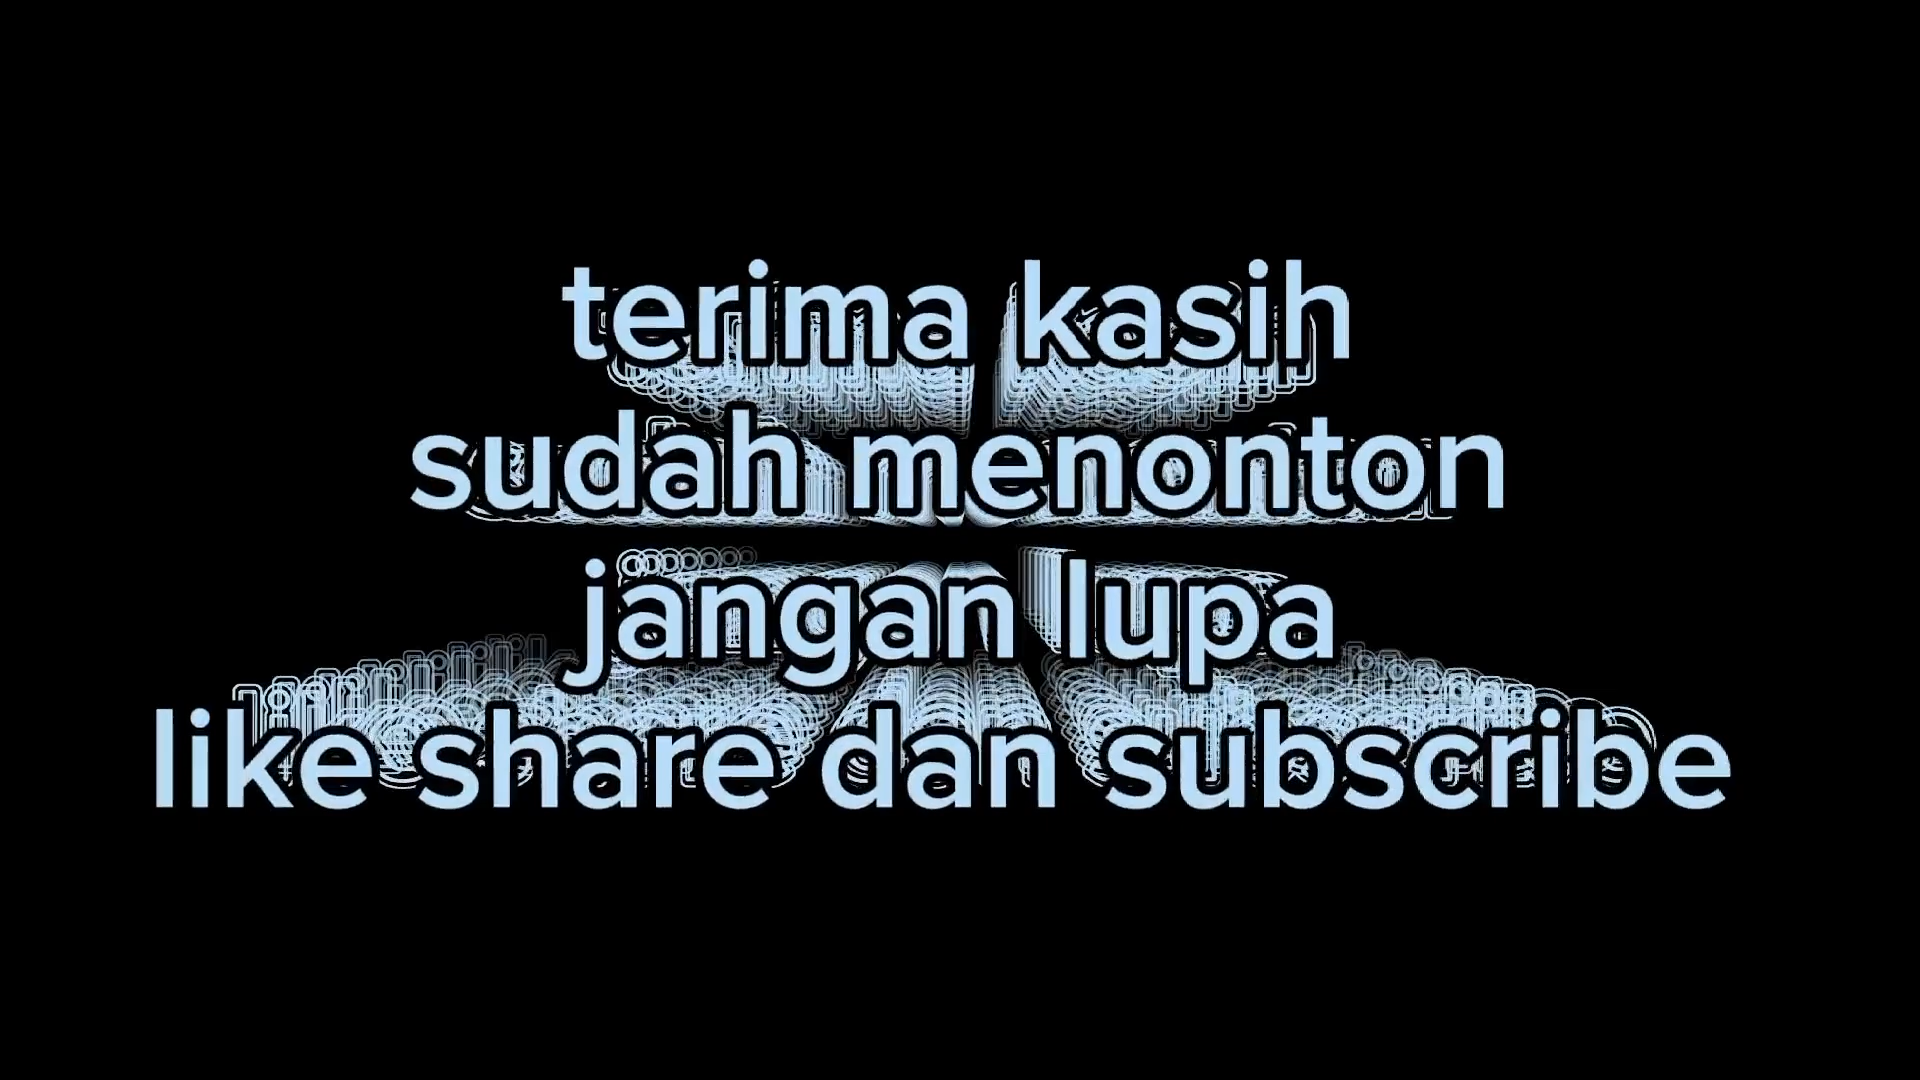 terima kasih
sudah menonton
jangan lupa
like share dan subscribe